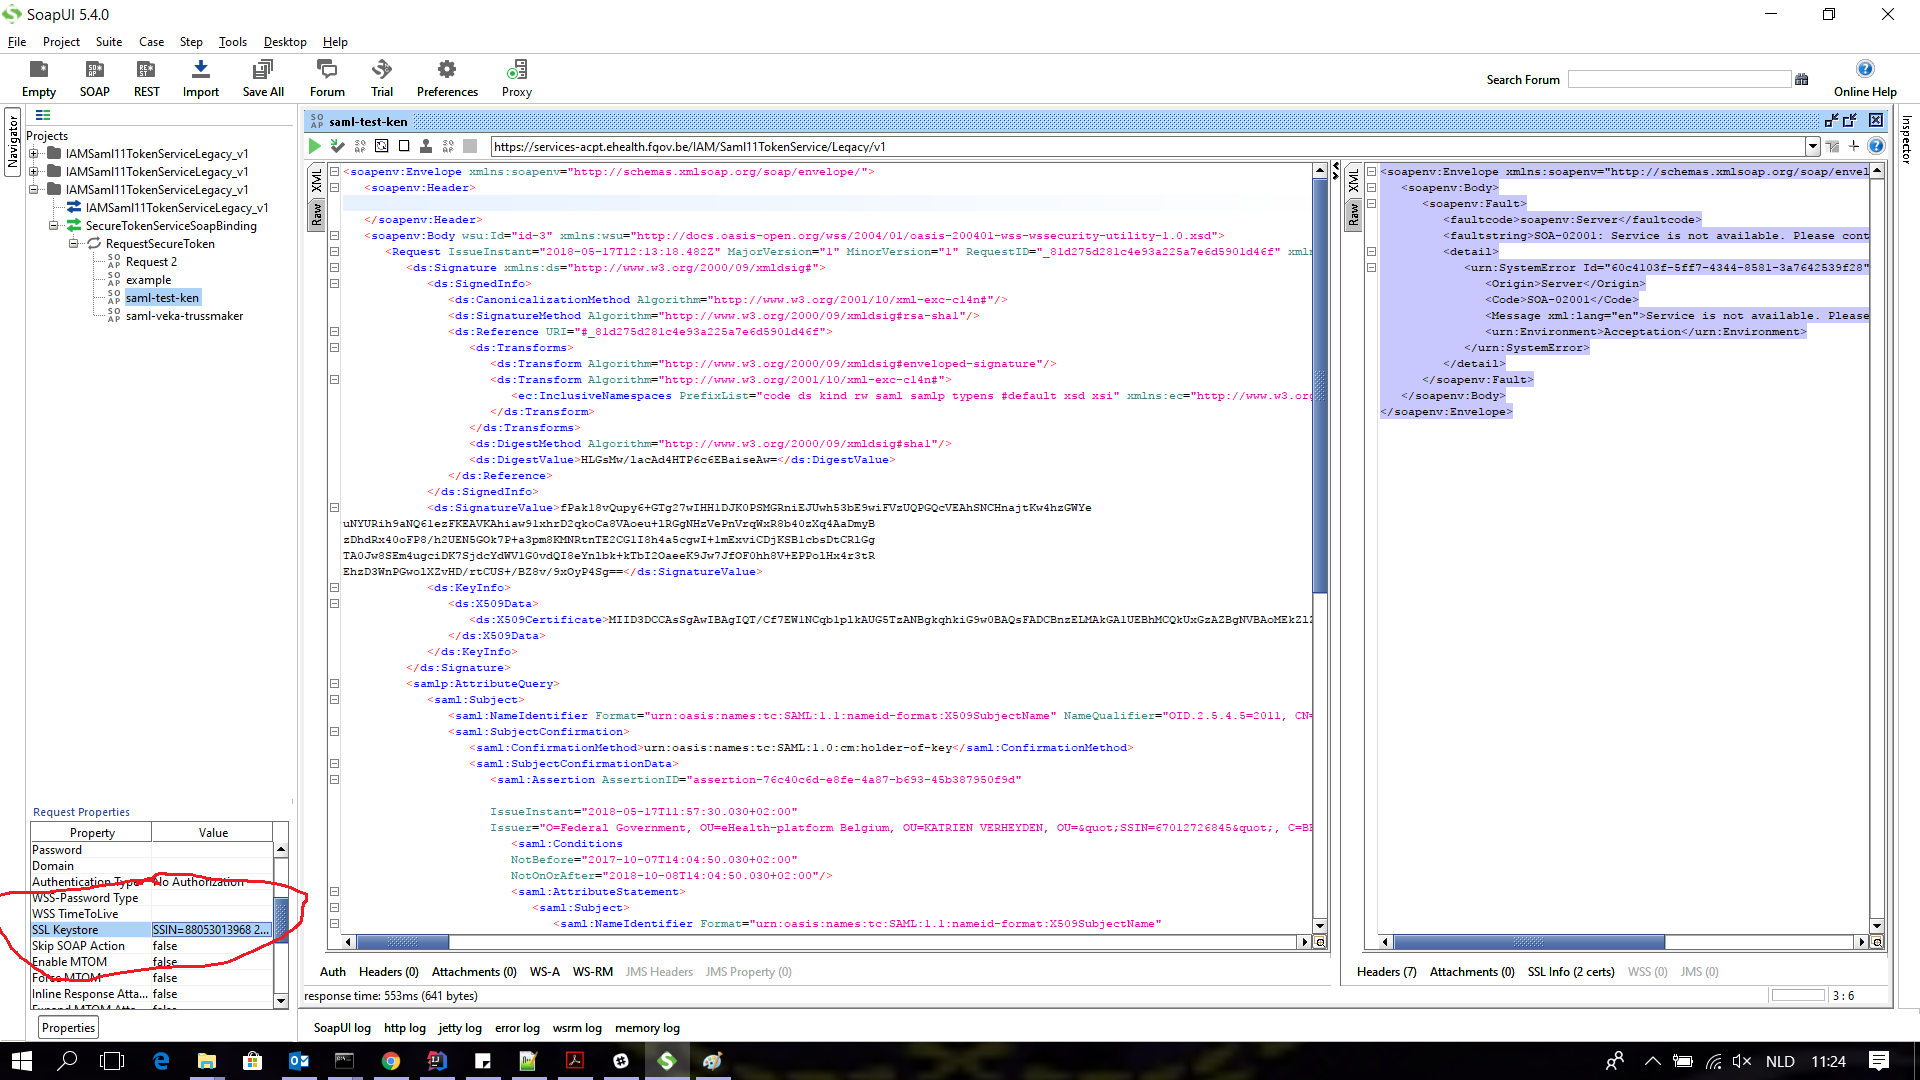 SoapUI 5.4.0
File Project Suite Case Step Tools Desktop Help
Empty SOAP REST Import Save All Forum Trial Preferences Proxy
Search Forum
Online Help
Navigator
Projects
IAMSaml11TokenServiceLegacy_v1
IAMSaml11TokenServiceLegacy_v1
IAMSaml11TokenServiceLegacy_v1
IAMSaml11TokenServiceLegacy_v1
SecureTokenServiceSoapBinding
RequestSecureToken
Request 2
example
saml-test-ken
saml-veka-trussmaker
Request Properties
Property Value
Password
Domain
Authentication Type No Authorization
WSS-Password Type
WSS TimeToLive
SSL Keystore SSIN=88053013968 2...
Skip SOAP Action false
Enable MTOM false
Force MTOM false
Inline Response Atta... false
Properties
saml-test-ken
https://services-acpt.ehealth.fgov.be/IAM/Saml11TokenService/Legacy/v1
XML
Raw
<soapenv:Envelope xmlns:soapenv="http://schemas.xmlsoap.org/soap/envelope/">
<soapenv:Header>
</soapenv:Header>
<soapenv:Body wsu:Id="id-3" xmlns:wsu="http://docs.oasis-open.org/wss/2004/01/oasis-200401-wss-wssecurity-utility-1.0.xsd">
<Request IssueInstant="2018-05-17T12:13:18.482Z" MajorVersion="1" MinorVersion="1" RequestID="_81d275d281c4e93a225a7e6d5901d46f" xmln
<ds:Signature xmlns:ds="http://www.w3.org/2000/09/xmldsig#">
<ds:SignedInfo>
<ds:CanonicalizationMethod Algorithm="http://www.w3.org/2001/10/xml-exc-c14n#"/>
<ds:SignatureMethod Algorithm="http://www.w3.org/2000/09/xmldsig#rsa-sha1"/>
<ds:Reference URI="#_81d275d281c4e93a225a7e6d5901d46f">
<ds:Transforms>
<ds:Transform Algorithm="http://www.w3.org/2000/09/xmldsig#enveloped-signature"/>
<ds:Transform Algorithm="http://www.w3.org/2001/10/xml-exc-c14n#">
<ec:InclusiveNamespaces PrefixList="code ds kind rw saml samlp typens #default xsd xsi" xmlns:ec="http://www.w3.org
</ds:Transform>
</ds:Transforms>
<ds:DigestMethod Algorithm="http://www.w3.org/2000/09/xmldsig#sha1"/>
<ds:DigestValue>HLGsMw/lacAd4HTP6c6EBaiseAw=</ds:DigestValue>
</ds:Reference>
</ds:SignedInfo>
<ds:SignatureValue>fPakl8vQupy6+GTg27wIHHlDJK0PSMGRniEJUwh53bE9wiFVzUQPGQcVEAhSNCHnajtKw4hzGWYe
uNYURih9aNQ61ezFKEAVKAhiaw9lxhrD2qkoCa8VAoeu+lRGgNHzVePnVrqWxR8b40zXq4AaDmyB
zDhdRx40oFP8/h2UEN5GOk7P+a3pm8KMNRtnTE2CGlI8h4a5cgwI+lmExviCDjKSBlcbsDtCRlGg
TA0Jw8SEm4ugciDK7SjdcYdWVlG0vdQI8eYnlbk+kTbI2OaeeK9Jw7JfOF0hh8V+EPPolHx4r3tR
EhzD3WnPGwolXZvHD/rtCUS+/BZ8v/9xOyP4Sg==</ds:SignatureValue>
<ds:KeyInfo>
<ds:X509Data>
<ds:X509Certificate>MIID3DCCAsSgAwIBAgIQT/Cf7EWlNCqblplkAUG5TzANBgkqhkiG9w0BAQsFADCBnzELMAkGA1UEBhMCQkUxGzAZBgNVBAoMEkZl
</ds:X509Data>
</ds:KeyInfo>
</ds:Signature>
<samlp:AttributeQuery>
<saml:Subject>
<saml:NameIdentifier Format="urn:oasis:names:tc:SAML:1.1:nameid-format:X509SubjectName" NameQualifier="OID.2.5.4.5=2011, CN=
<saml:SubjectConfirmation>
<saml:ConfirmationMethod>urn:oasis:names:tc:SAML:1.0:cm:holder-of-key</saml:ConfirmationMethod>
<saml:SubjectConfirmationData>
<saml:Assertion AssertionID="assertion-76c40c6d-e8fe-4a87-b693-45b387950f9d"
IssueInstant="2018-05-17T11:57:30.030+02:00"
Issuer="O=Federal Government, OU=eHealth-platform Belgium, OU=KATRIEN VERHEYDEN, OU=&quot;SSIN=67012726845&quot;, C=BE
<saml:Conditions
NotBefore="2017-10-07T14:04:50.030+02:00"
NotOnOrAfter="2018-10-08T14:04:50.030+02:00"/>
<saml:AttributeStatement>
<saml:Subject>
<saml:NameIdentifier Format="urn:oasis:names:tc:SAML:1.1:nameid-format:X509SubjectName"
Auth Headers (0) Attachments (0) WS-A WS-RM JMS Headers JMS Property (0)
response time: 553ms (641 bytes)
XML
Raw
<soapenv:Envelope xmlns:soapenv="http://schemas.xmlsoap.org/soap/envel
<soapenv:Body>
<soapenv:Fault>
<faultcode>soapenv:Server</faultcode>
<faultstring>SOA-02001: Service is not available. Please cont
<detail>
<urn:SystemError Id="60c4103f-5ff7-4344-8581-3a7642539f28"
<Origin>Server</Origin>
<Code>SOA-02001</Code>
<Message xml:lang="en">Service is not available. Please
<urn:Environment>Acceptation</urn:Environment>
</urn:SystemError>
</detail>
</soapenv:Fault>
</soapenv:Body>
</soapenv:Envelope>
Headers (7) Attachments (0) SSL Info (2 certs) WSS (0) JMS (0)
3 : 6
Inspector
SoapUI log http log jetty log error log wsrm log memory log
NLD 11:24